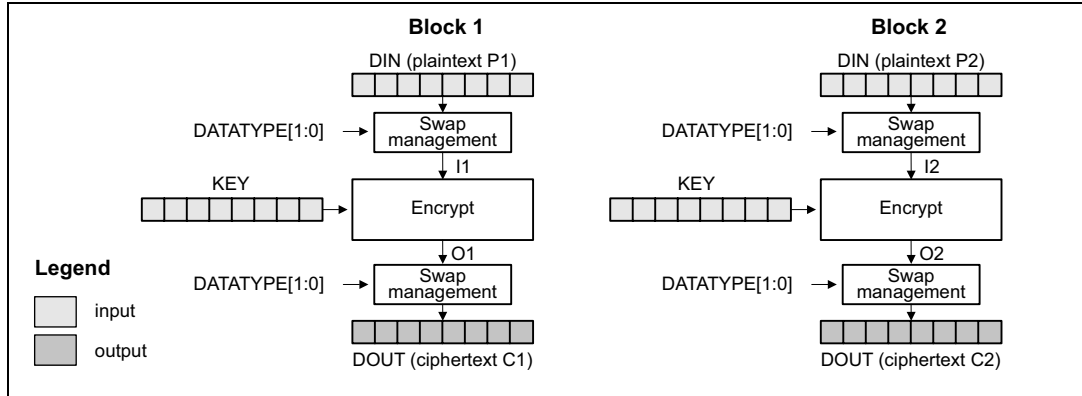 Block 1
DIN (plaintext P1)
DATATYPE[1:0]
Swap
management
I1
KEY
Encrypt
O1
DATATYPE[1:0]
Swap
management
DOUT (ciphertext C1)
Block 2
DIN (plaintext P2)
DATATYPE[1:0]
Swap
management
I2
KEY
Encrypt
O2
DATATYPE[1:0]
Swap
management
DOUT (ciphertext C2)
Legend
input
output